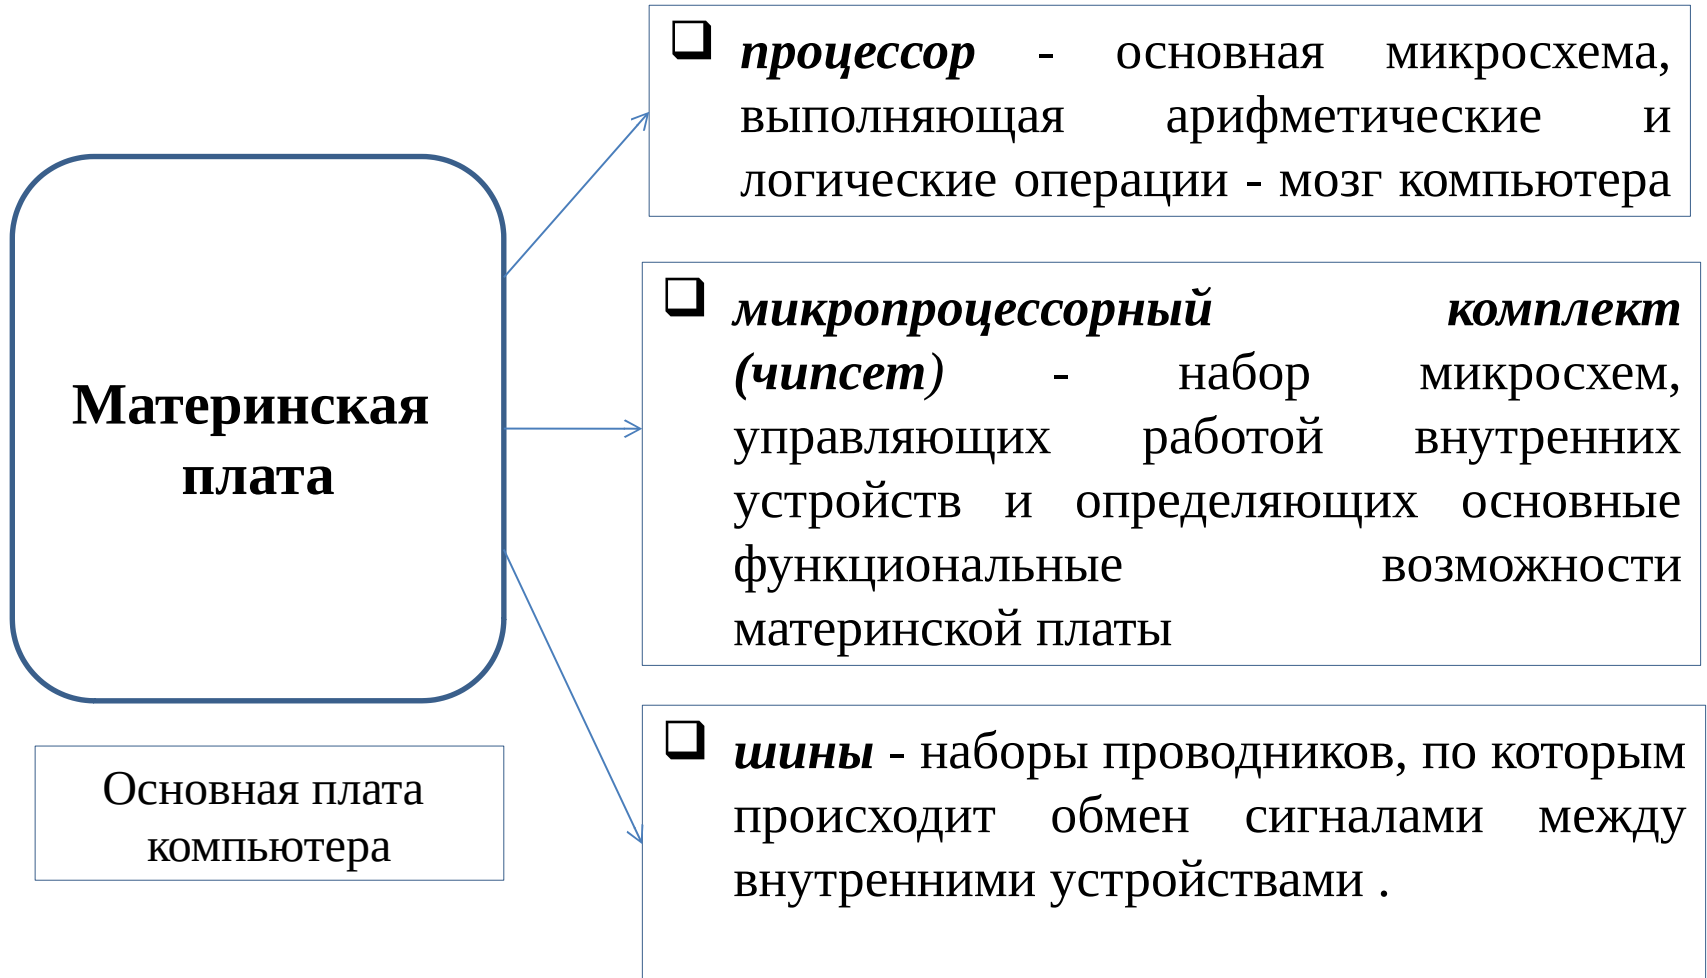 Материнская
плата
Основная плата
компьютера
процессор - основная микросхема,
выполняющая арифметические и
логические операции - мозг компьютера
микропроцессорный комплект
(чипсет) - набор микросхем,
управляющих работой внутренних
устройств и определяющих основные
функциональные возможности
материнской платы
шины - наборы проводников, по которым
происходит обмен сигналами между
внутренними устройствами .